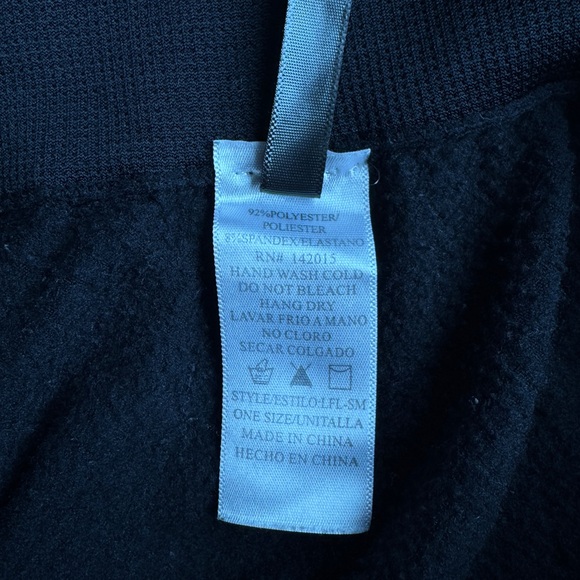 92%POLYESTER/
POLIESTER
8%SPANDEX/ELASTANO
RN# 142015
HAND WASH COLD
DO NOT BLEACH
HANG DRY
LAVAR FRIO A MANO
NO CLORO
SECAR COLGADO
STYLE/ESTILO:LFL-SM
ONE SIZE/UNITALLA
MADE IN CHINA
HECHO EN CHINA